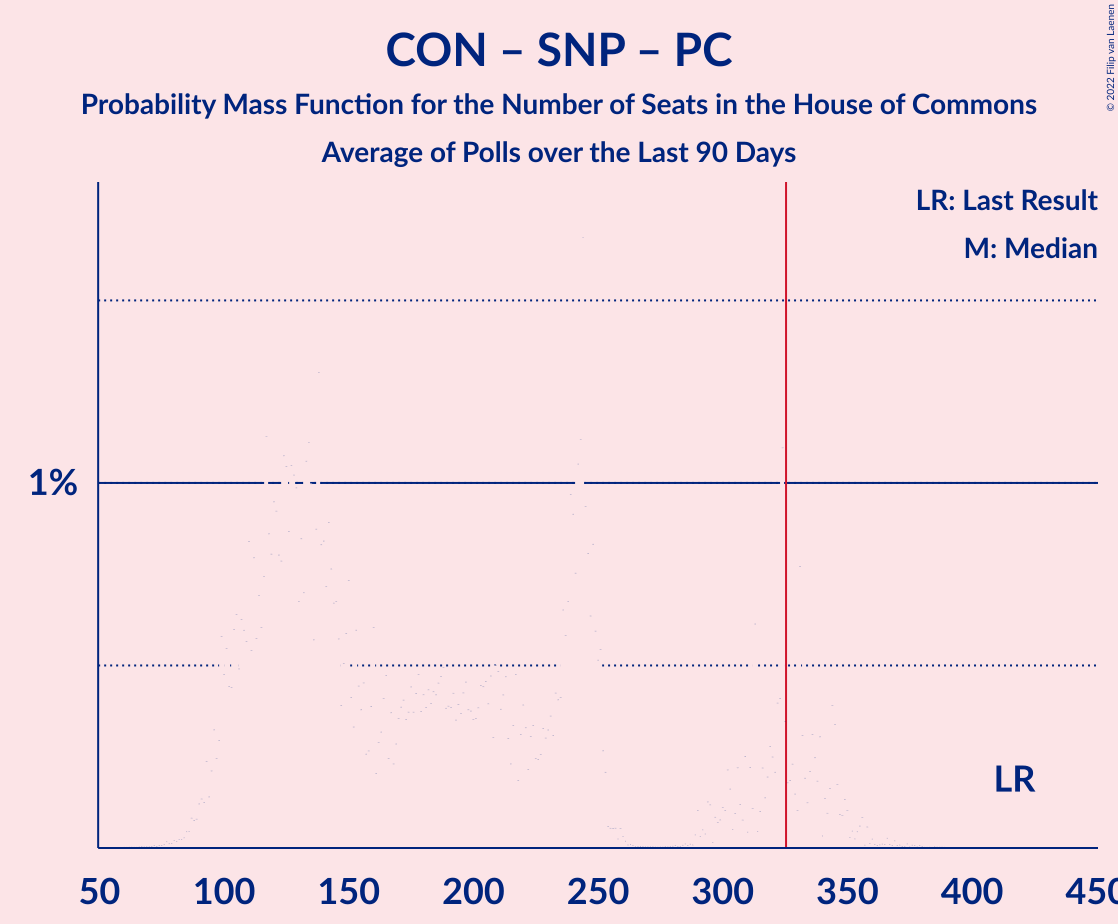 CON – SNP – PC
Probability Mass Function for the Number of Seats in the House of Commons
Average of Polls over the Last 90 Days
© 2022 Filip van Laenen
LR: Last Result
M: Median
1%
LR
50 100 150 200 250 300 350 400 450